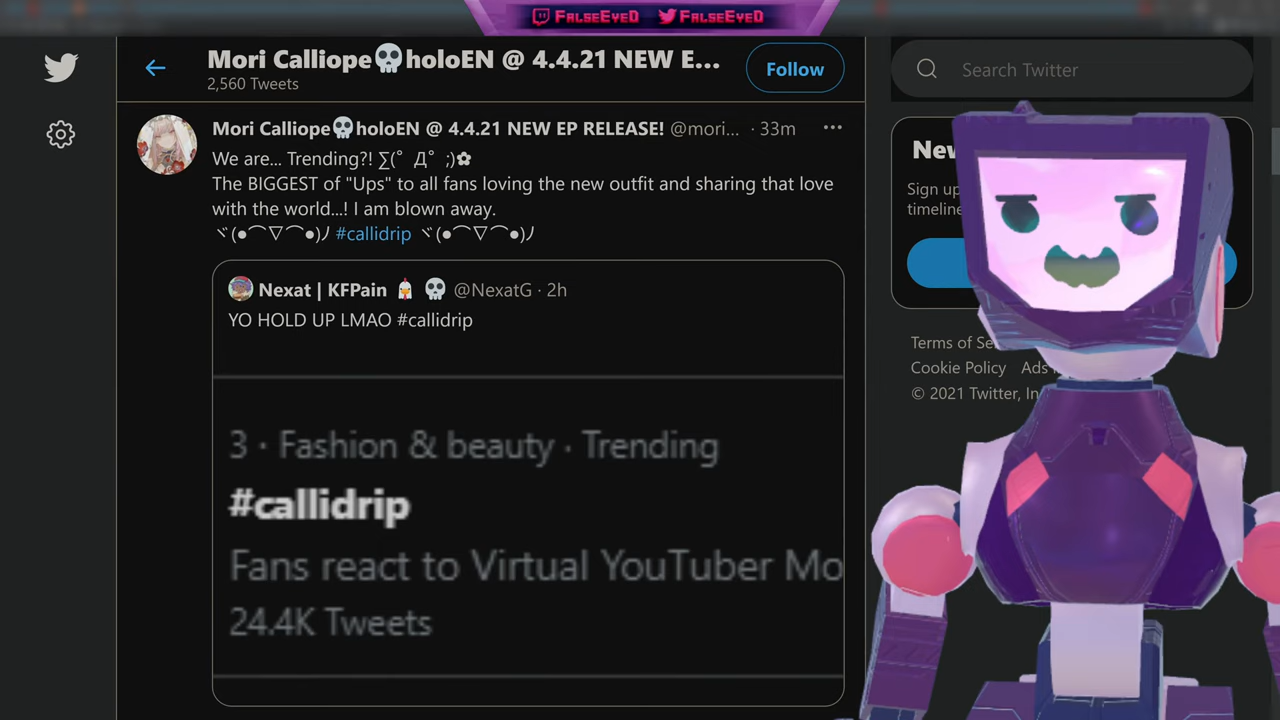 FalseEyeD FalseEyeD
Mori Calliope💀holoEN @ 4.4.21 NEW E...
2,560 Tweets
Follow
Search Twitter
Mori Calliope💀holoEN @ 4.4.21 NEW EP RELEASE! @mori... · 33m
We are... Trending?! ∑(ﾟДﾟ;)✿
The BIGGEST of "Ups" to all fans loving the new outfit and sharing that love
with the world...! I am blown away.
ヾ(●⌒∇⌒●)ﾉ #callidrip ヾ(●⌒∇⌒●)ﾉ
Nexat | KFPain 🐔 💀 @NexatG · 2h
YO HOLD UP LMAO #callidrip
3 · Fashion & beauty · Trending
#callidrip
Fans react to Virtual YouTuber Mo
24.4K Tweets
Sign up
Terms of Se
Cookie Policy Ads
© 2021 Twitter, In